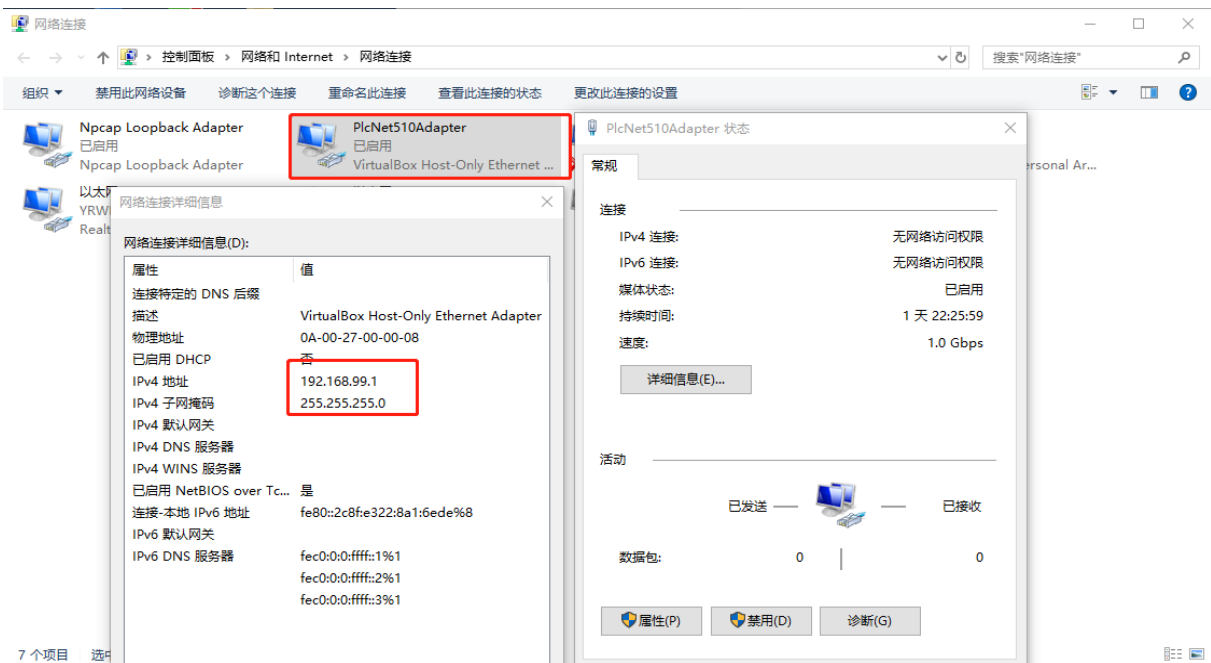 网络连接
控制面板 > 网络和 Internet > 网络连接
搜索"网络连接"
组织 禁用此网络设备 诊断这个连接 重命名此连接 查看此连接的状态 更改此连接的设置
Npcap Loopback Adapter
已启用
Npcap Loopback Adapter
PlcNet510Adapter
已启用
VirtualBox Host-Only Ethernet ...
ersonal Ar...
以太网
YRW
Realt
网络连接详细信息
网络连接详细信息(D):
属性 值
连接特定的 DNS 后缀
描述 VirtualBox Host-Only Ethernet Adapter
物理地址 0A-00-27-00-00-08
已启用 DHCP 否
IPv4 地址 192.168.99.1
IPv4 子网掩码 255.255.255.0
IPv4 默认网关
IPv4 DNS 服务器
IPv4 WINS 服务器
已启用 NetBIOS over Tc... 是
连接-本地 IPv6 地址 fe80::2c8f:e322:8a1:6ede%8
IPv6 默认网关
IPv6 DNS 服务器 fec0:0:0:ffff::1%1
fec0:0:0:ffff::2%1
fec0:0:0:ffff::3%1
PlcNet510Adapter 状态
常规
连接
IPv4 连接: 无网络访问权限
IPv6 连接: 无网络访问权限
媒体状态: 已启用
持续时间: 1 天 22:25:59
速度: 1.0 Gbps
详细信息(E)...
活动
已发送 已接收
数据包: 0 0
属性(P) 禁用(D) 诊断(G)
7 个项目